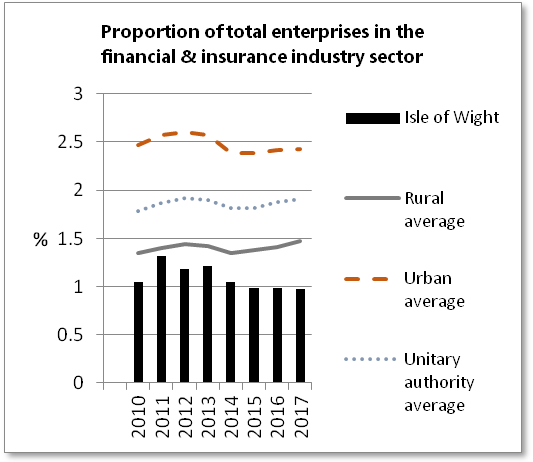 Proportion of total enterprises in the
financial & insurance industry sector
3
2.5
2
1.5
1
0.5
0
%
2010
2011
2012
2013
2014
2015
2016
2017
Isle of Wight
Rural
average
Urban
average
Unitary
authority
average